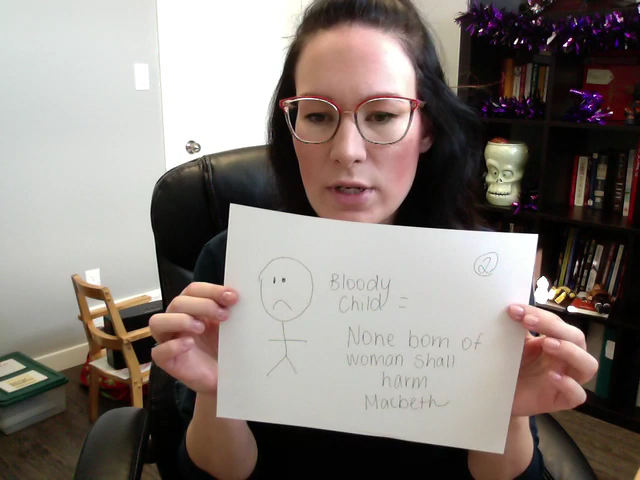 2
Bloody
Child =
None born of
woman shall
harm
Macbeth